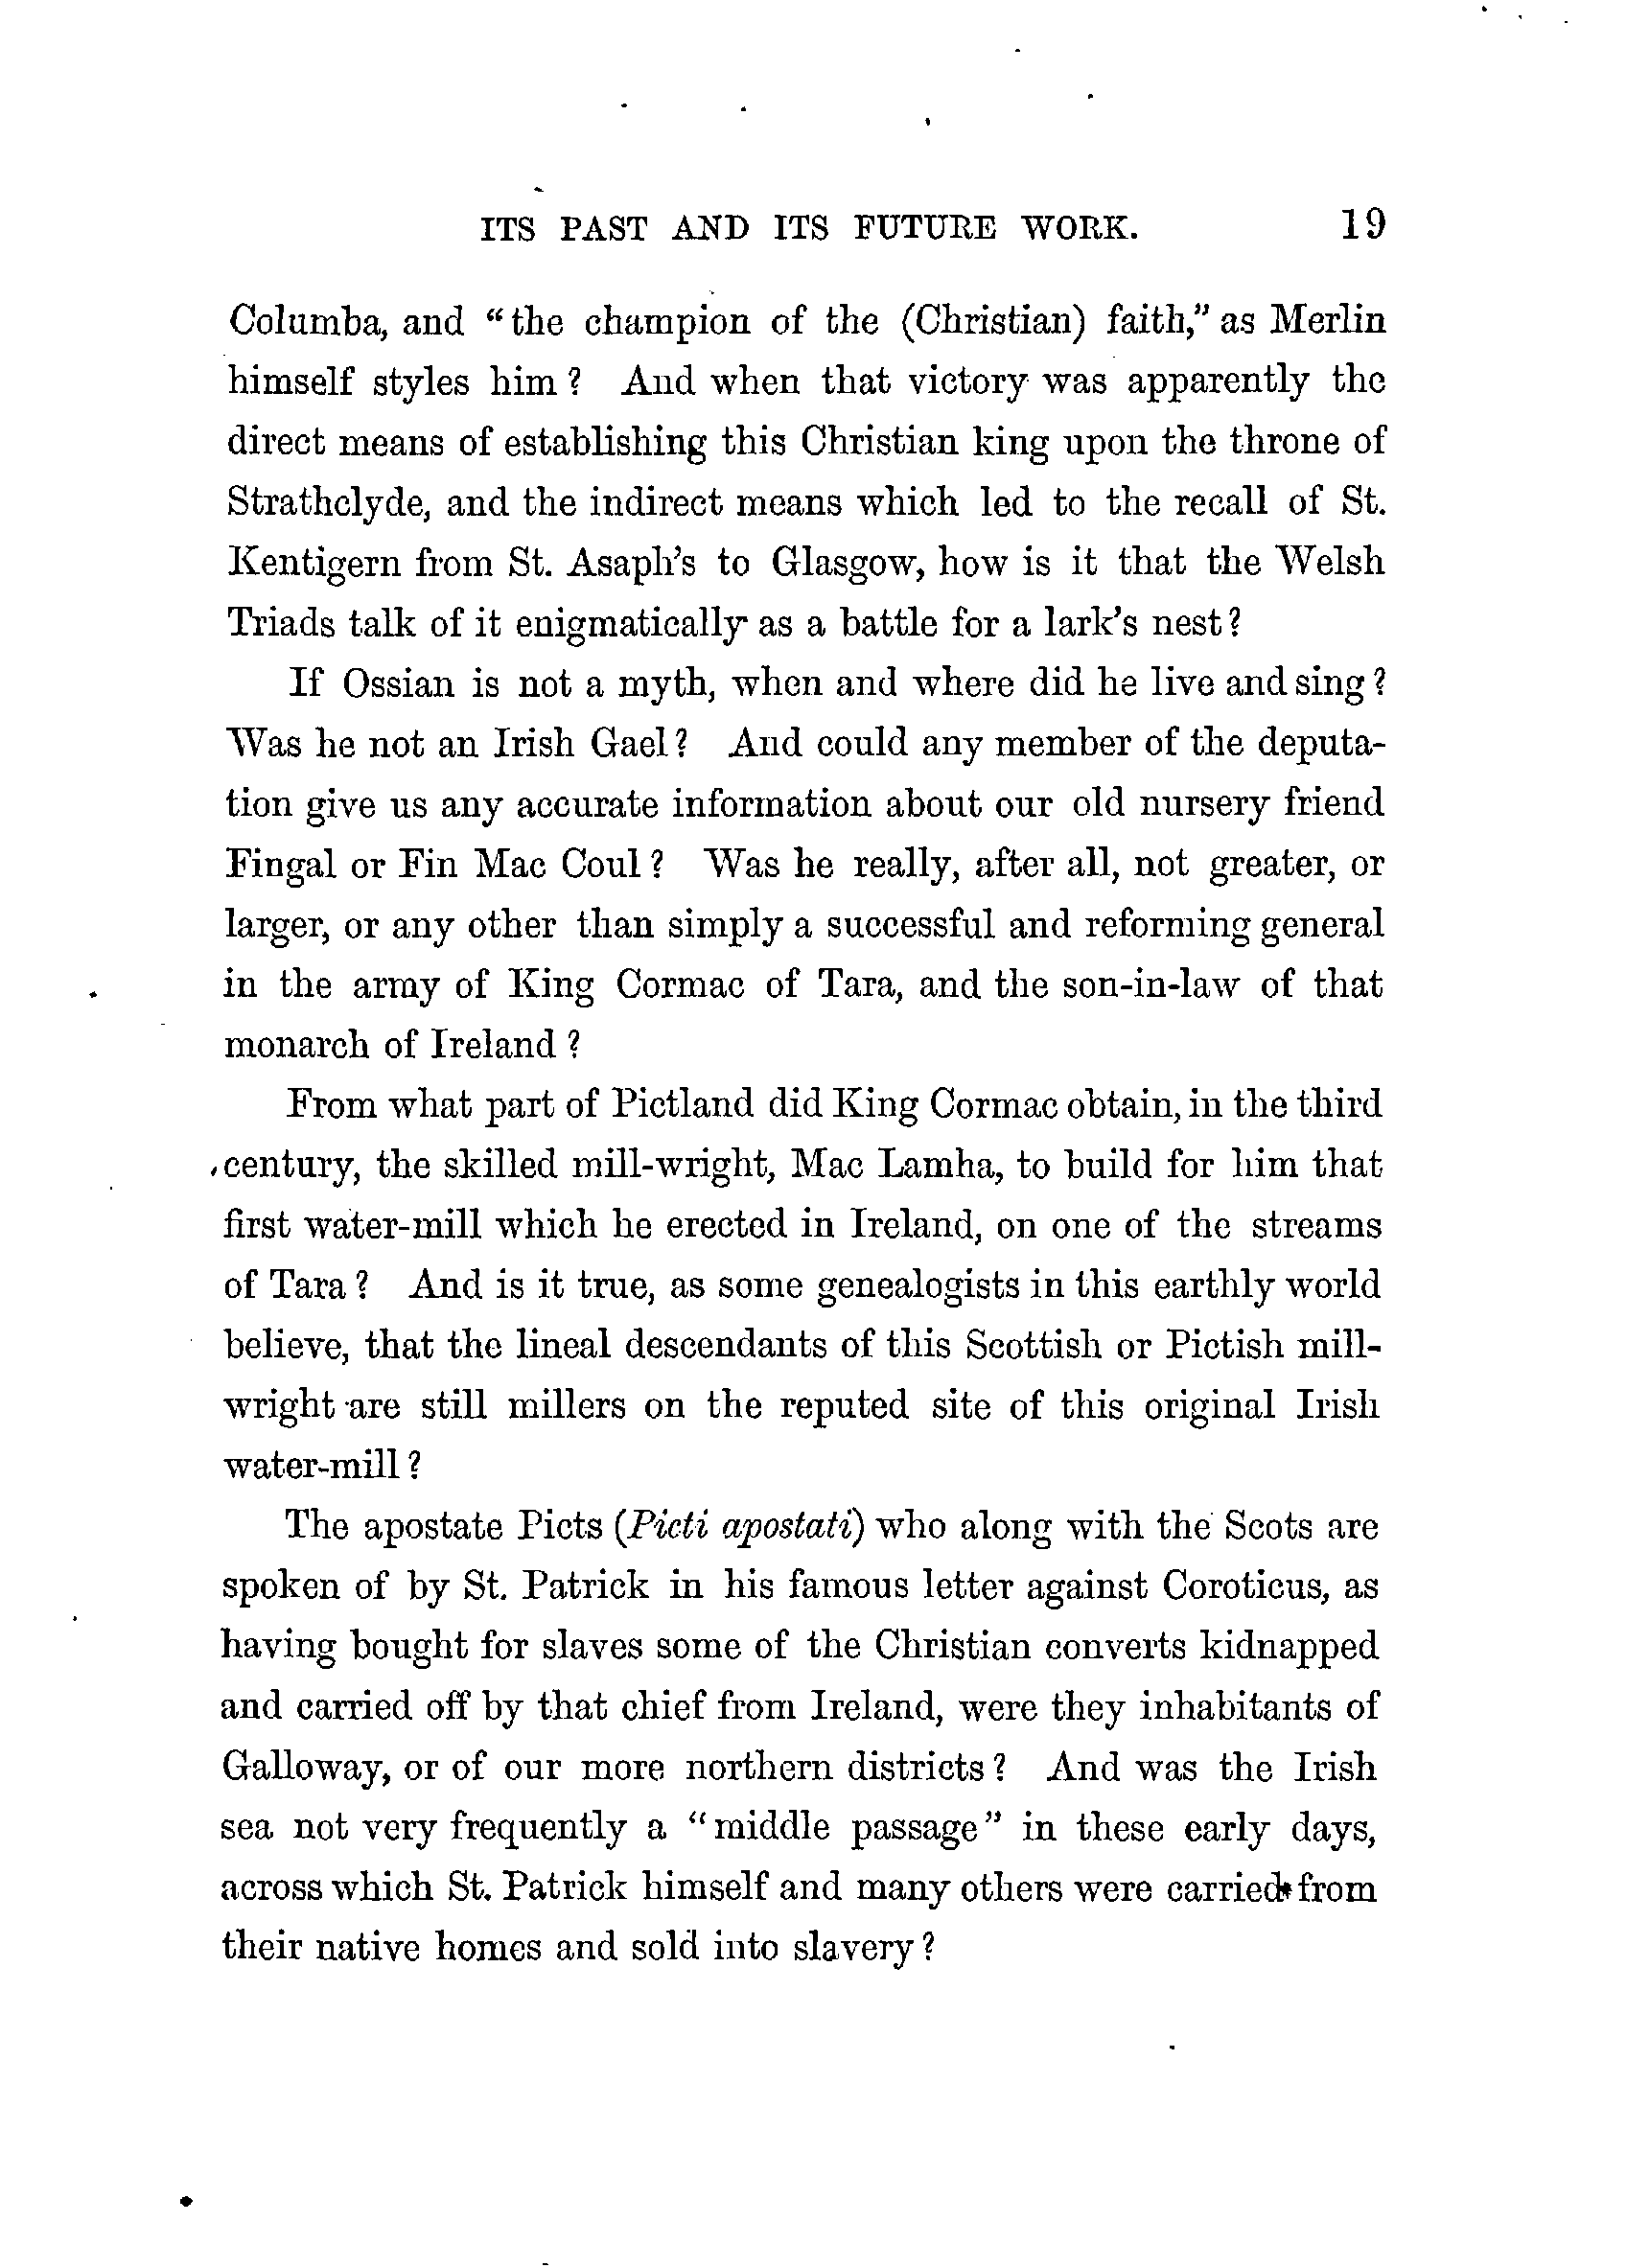 ITS PAST AND ITS FUTURE WORK. 19
Columba, and "the champion of the (Christian) faith," as Merlin
himself styles him? And when that victory was apparently the
direct means of establishing this Christian king upon the throne of
Strathclyde, and the indirect means which led to the recall of St.
Kentigern from St. Asaph's to Glasgow, how is it that the Welsh
Triads talk of it enigmatically as a battle for a lark's nest?
If Ossian is not a myth, when and where did he live and sing?
Was he not an Irish Gael? And could any member of the deputa-
tion give us any accurate information about our old nursery friend
Fingal or Fin Mac Coul? Was he really, after all, not greater, or
larger, or any other than simply a successful and reforming general
in the army of King Cormac of Tara, and the son-in-law of that
monarch of Ireland?
From what part of Pictland did King Cormac obtain, in the third
century, the skilled mill-wright, Mac Lamha, to build for him that
first water-mill which he erected in Ireland, on one of the streams
of Tara? And is it true, as some genealogists in this earthly world
believe, that the lineal descendants of this Scottish or Pictish mill-
wright are still millers on the reputed site of this original Irish
water-mill?
The apostate Picts (Picti apostati) who along with the Scots are
spoken of by St. Patrick in his famous letter against Coroticus, as
having bought for slaves some of the Christian converts kidnapped
and carried off by that chief from Ireland, were they inhabitants of
Galloway, or of our more northern districts? And was the Irish
sea not very frequently a "middle passage" in these early days,
across which St. Patrick himself and many others were carried from
their native homes and sold into slavery?